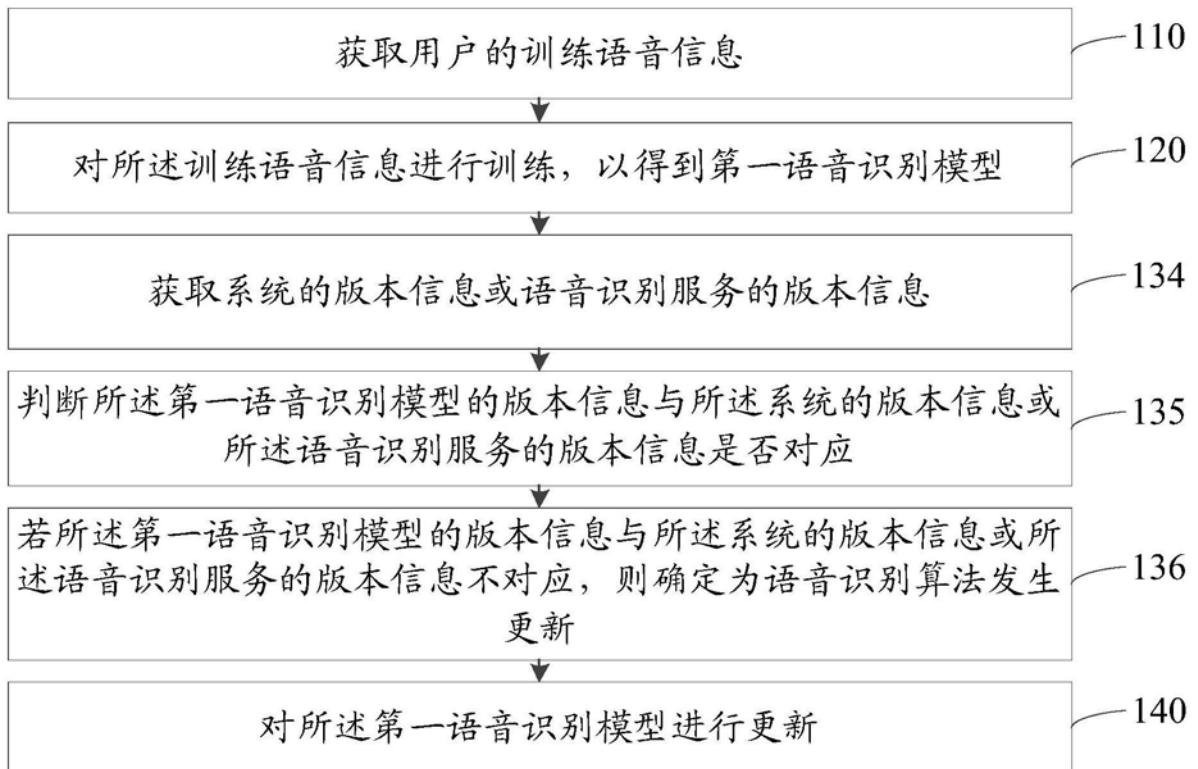 获取用户的训练语音信息
110
对所述训练语音信息进行训练，以得到第一语音识别模型
120
获取系统的版本信息或语音识别服务的版本信息
134
判断所述第一语音识别模型的版本信息与所述系统的版本信息或
所述语音识别服务的版本信息是否对应
135
若所述第一语音识别模型的版本信息与所述系统的版本信息或所
述语音识别服务的版本信息不对应，则确定为语音识别算法发生
更新
136
对所述第一语音识别模型进行更新
140